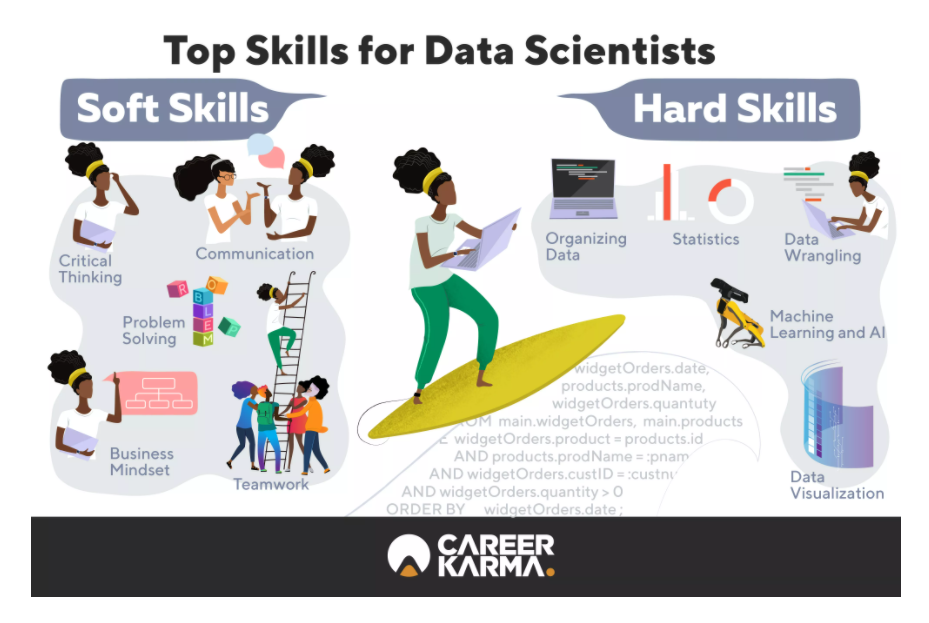 Top Skills for Data Scientists
Soft Skills
Hard Skills
Critical
Thinking
Communication
Problem
Solving
PROBLEM
Business
Mindset
Teamwork
Organizing
Data
Statistics
Data
Wrangling
Machine
Learning and AI
Data
Visualization
widgetOrders.date,
products.prodName,
widgetOrders.quantuty
OM main.widgetOrders, main.products
E widgetOrders.product = products.id
AND products.prodName = :pnam
AND widgetOrders.custID = :custnu
AND widgetOrders.quantity > 0
ORDER BY widgetOrders.date ;
CAREER
KARMA.